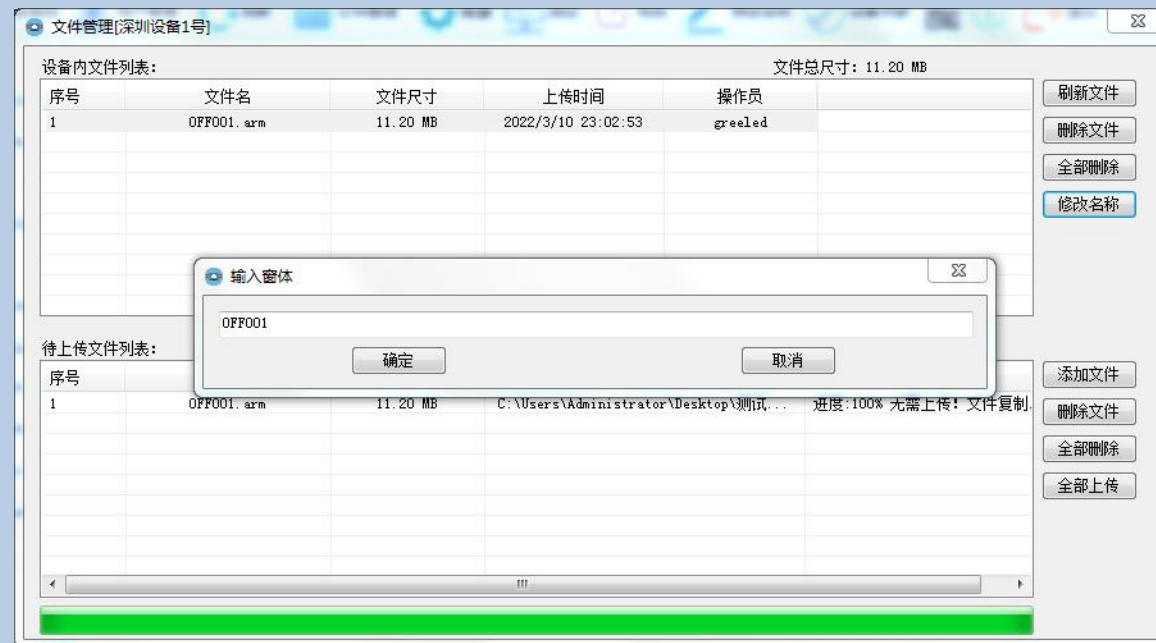 文件管理[深圳设备1号]
设备内文件列表: 文件总尺寸: 11.20 MB
序号 文件名 文件尺寸 上传时间 操作员
1 OFF001.arm 11.20 MB 2022/3/10 23:02:53 greeled
刷新文件
删除文件
全部删除
修改名称
输入窗体
OFF001
确定 取消
待上传文件列表:
序号
1 OFF001.arm 11.20 MB C:\Users\Administrator\Desktop\测试... 进度:100% 无需上传! 文件复制.
添加文件
删除文件
全部删除
全部上传